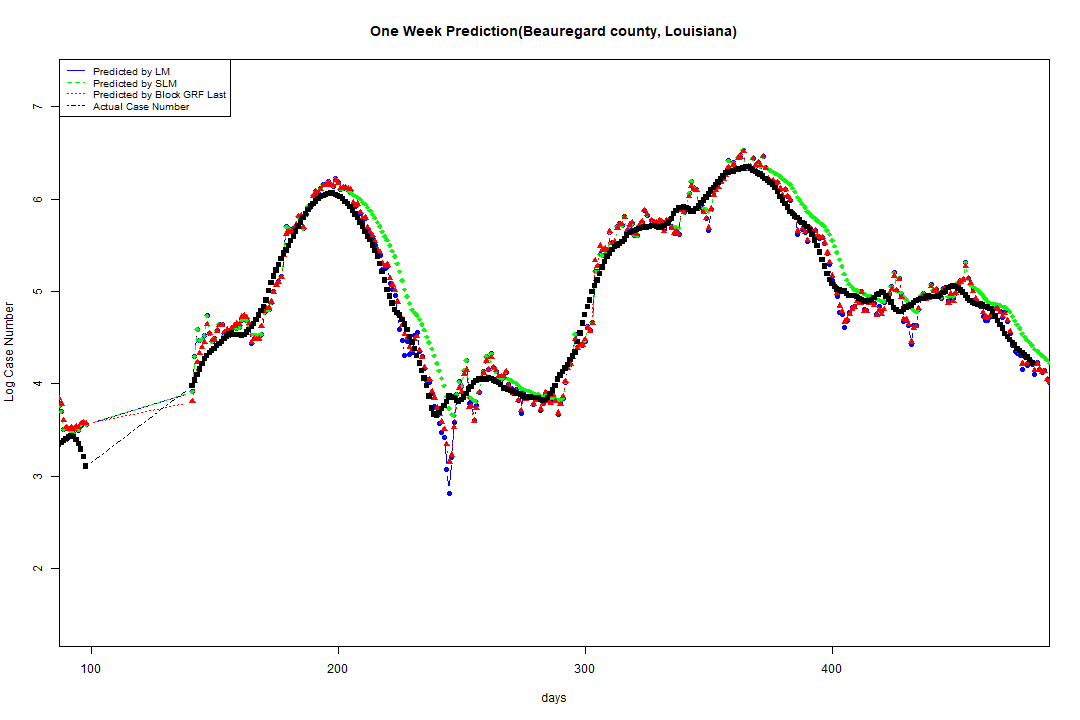 One Week Prediction(Beauregard county, Louisiana)
Predicted by LM
Predicted by SLM
Predicted by Block GRF Last
Actual Case Number
Log Case Number
7
6
5
4
3
2
100 200 300 400
days